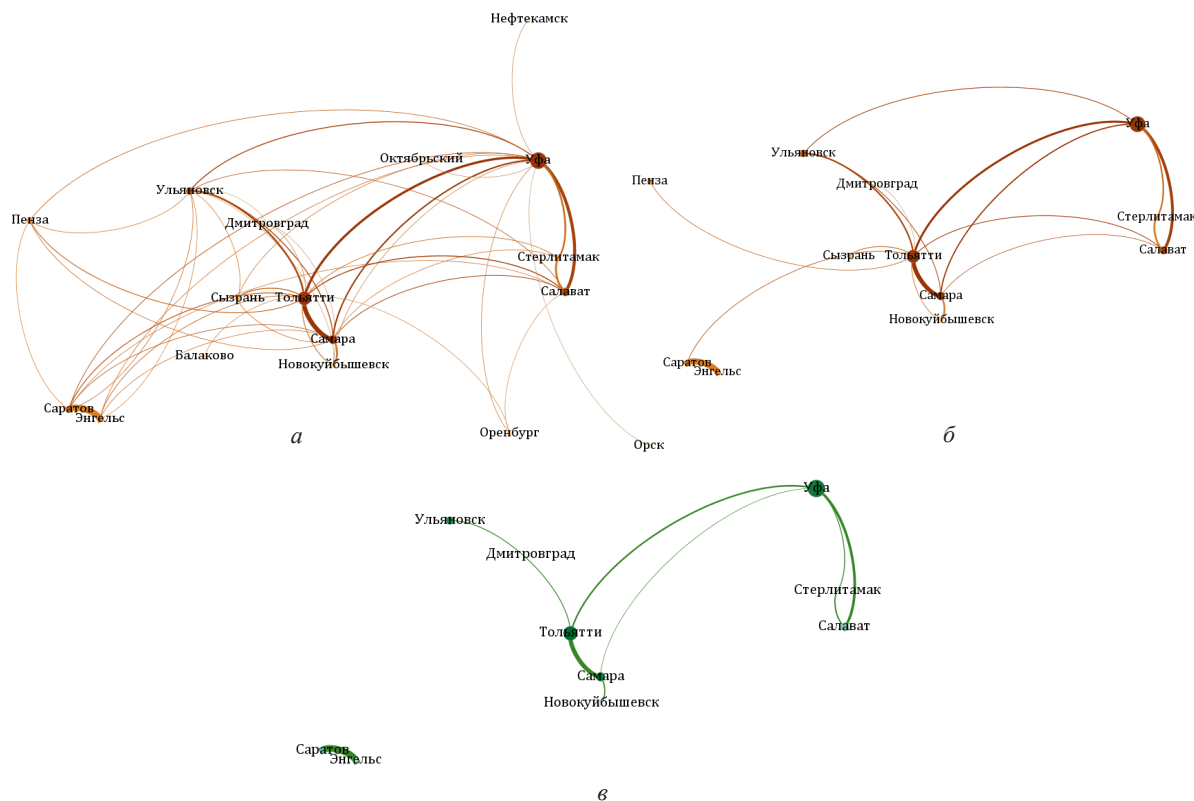 Нефтекамск
Октябрьский
Уфа
Ульяновск
Пенза
Дмитровград
Стерлитамак
Салават
Сызрань
Тольятти
Самара
Балаково
Новокуйбышевск
Саратов
Энгельс
Оренбург
Орск
а
Уфа
Ульяновск
Пенза
Дмитровград
Стерлитамак
Салават
Сызрань
Тольятти
Самара
Новокуйбышевск
Саратов
Энгельс
б
Уфа
Ульяновск
Дмитровград
Стерлитамак
Салават
Тольятти
Самара
Новокуйбышевск
Саратов
Энгельс
в